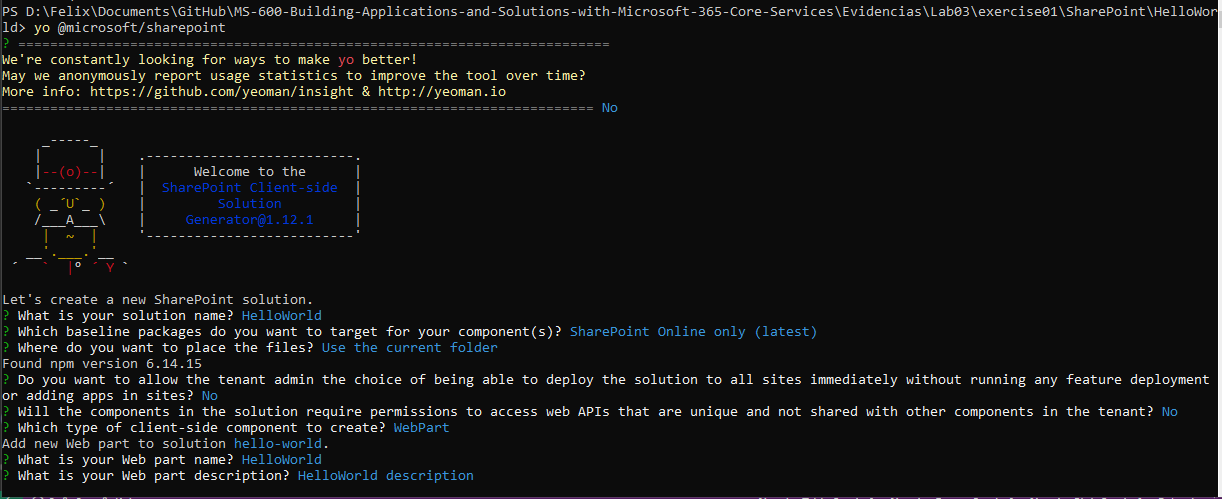 PS D:\Felix\Documents\GitHub\MS-600-Building-Applications-and-Solutions-with-Microsoft-365-Core-Services\Evidencias\Lab03\exercise01\SharePoint\HelloWor
ld> yo @microsoft/sharepoint
? ==========================================================================
We're constantly looking for ways to make yo better!
May we anonymously report usage statistics to improve the tool over time?
More info: https://github.com/yeoman/insight & http://yeoman.io
========================================================================== No
Welcome to the
SharePoint Client-side
Solution
Generator@1.12.1
Let's create a new SharePoint solution.
? What is your solution name? HelloWorld
? Which baseline packages do you want to target for your component(s)? SharePoint Online only (latest)
? Where do you want to place the files? Use the current folder
Found npm version 6.14.15
? Do you want to allow the tenant admin the choice of being able to deploy the solution to all sites immediately without running any feature deployment
or adding apps in sites? No
? Will the components in the solution require permissions to access web APIs that are unique and not shared with other components in the tenant? No
? Which type of client-side component to create? WebPart
Add new Web part to solution hello-world.
? What is your Web part name? HelloWorld
? What is your Web part description? HelloWorld description